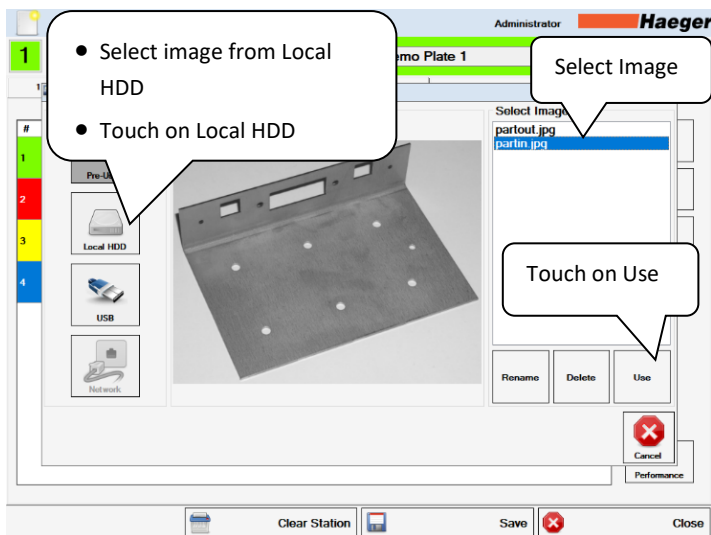 Administrator
Haeger
1
emo Plate 1
• Select image from Local
HDD
• Touch on Local HDD
Select Image
1
Select Imag
partout.jpg
partin.jpg
#
1
2
3
4
Pre-U
Local HDD
USB
Network
Touch on Use
Rename
Delete
Use
Cancel
Performance
Clear Station
Save
Close